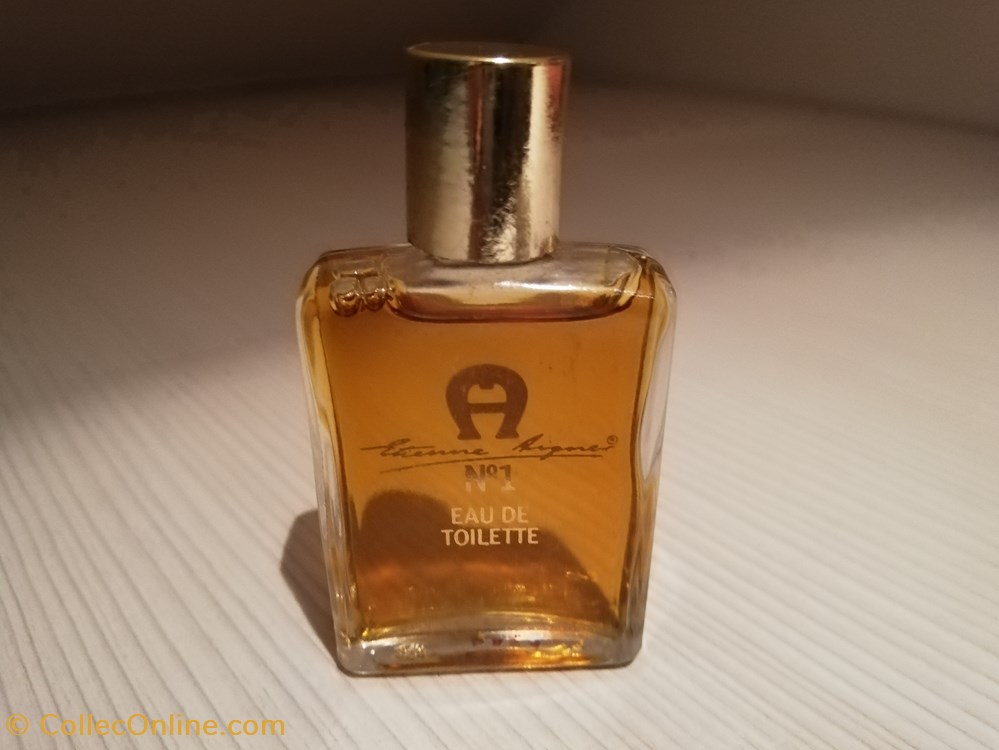 Etienne Aigner®
Nº1
EAU DE
TOILETTE
© CollecOnline.com